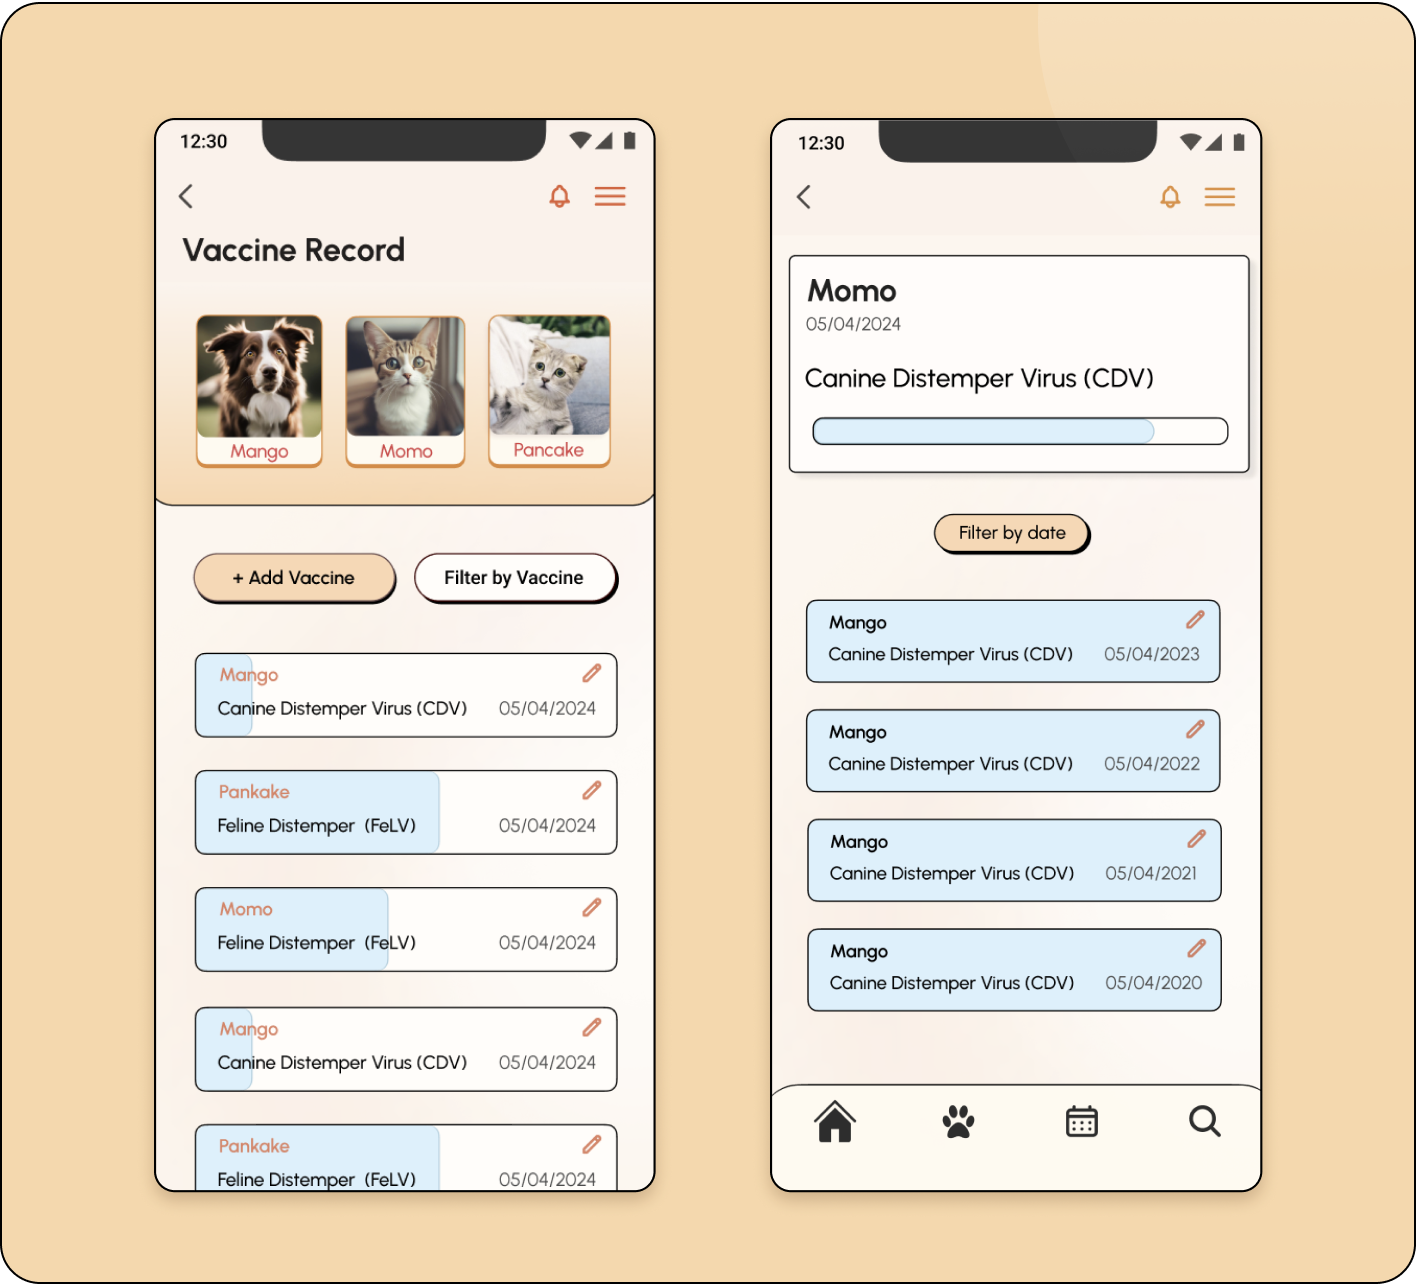 12:30
Vaccine Record
Mango
Momo
Pancake
+ Add Vaccine
Filter by Vaccine
Mango
Canine Distemper Virus (CDV) 05/04/2024
Pankake
Feline Distemper (FeLV) 05/04/2024
Momo
Feline Distemper (FeLV) 05/04/2024
Mango
Canine Distemper Virus (CDV) 05/04/2024
Pankake
Feline Distemper (FeLV) 05/04/2024
12:30
Momo
05/04/2024
Canine Distemper Virus (CDV)
Filter by date
Mango
Canine Distemper Virus (CDV) 05/04/2023
Mango
Canine Distemper Virus (CDV) 05/04/2022
Mango
Canine Distemper Virus (CDV) 05/04/2021
Mango
Canine Distemper Virus (CDV) 05/04/2020